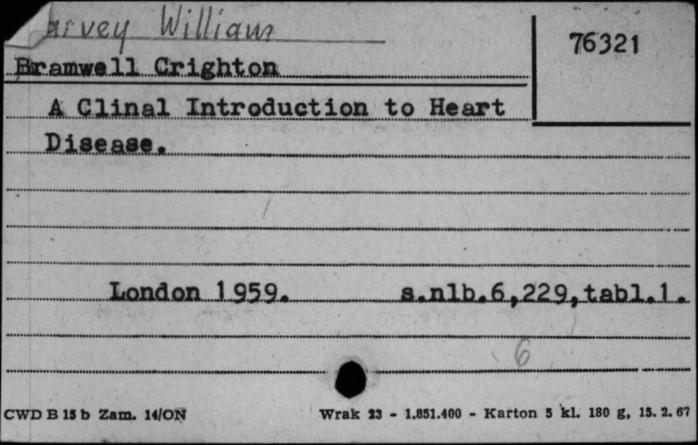 arvey William
76321
Bramwell Crighton
A Clinal Introduction to Heart
Disease.
London 1959. s.nlb.6,229,tabl.1.
6
CWD B 15 b Zam. 14/ON Wrak 23 - 1.851.400 - Karton 5 kl. 180 g, 15. 2. 67